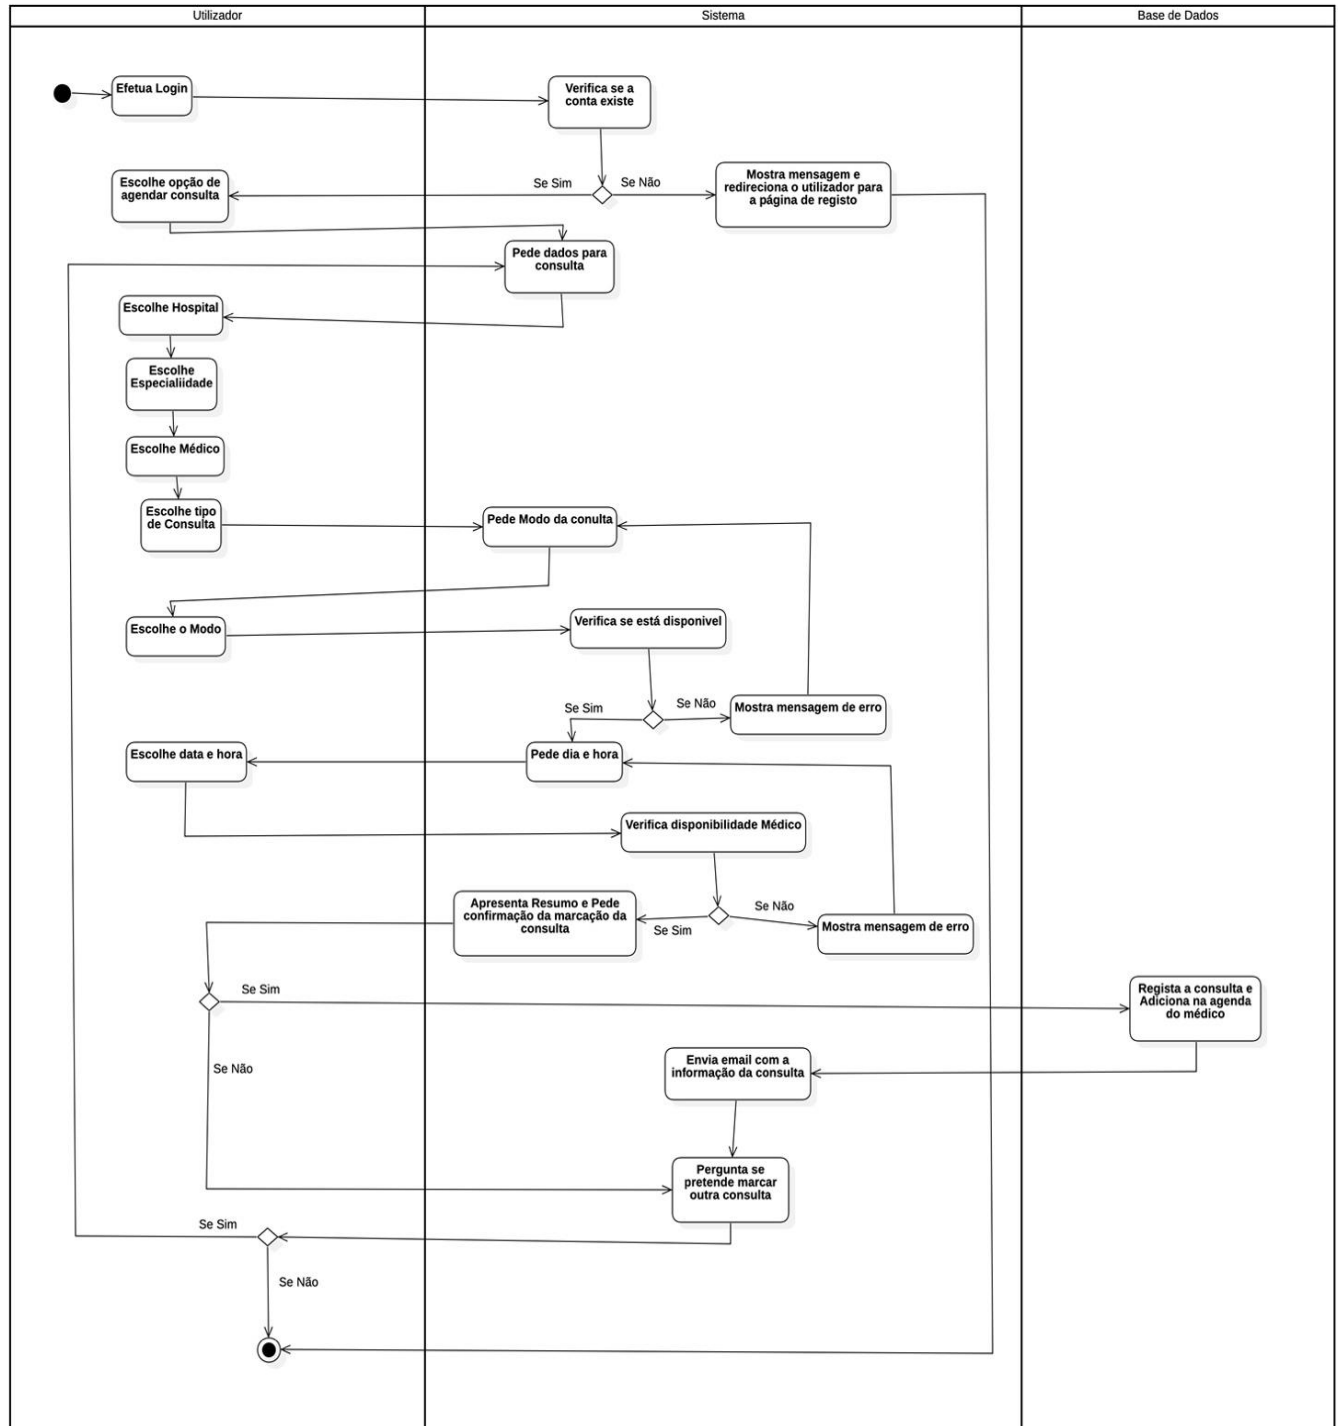 Utilizador
Sistema
Base de Dados
Efetua Login
Verifica se a
conta existe
Escolhe opção de
agendar consulta
Se Sim
Se Não
Mostra mensagem e
redireciona o utilizador para
a página de registo
Pede dados para
consulta
Escolhe Hospital
Escolhe
Especialiidade
Escolhe Médico
Escolhe tipo
de Consulta
Pede Modo da conulta
Escolhe o Modo
Verifica se está disponivel
Se Sim
Se Não
Mostra mensagem de erro
Escolhe data e hora
Pede dia e hora
Verifica disponibilidade Médico
Apresenta Resumo e Pede
confirmação da marcação da
consulta
Se Sim
Se Não
Mostra mensagem de erro
Se Sim
Regista a consulta e
Adiciona na agenda
do médico
Se Não
Envia email com a
informação da consulta
Pergunta se
pretende marcar
outra consulta
Se Sim
Se Não